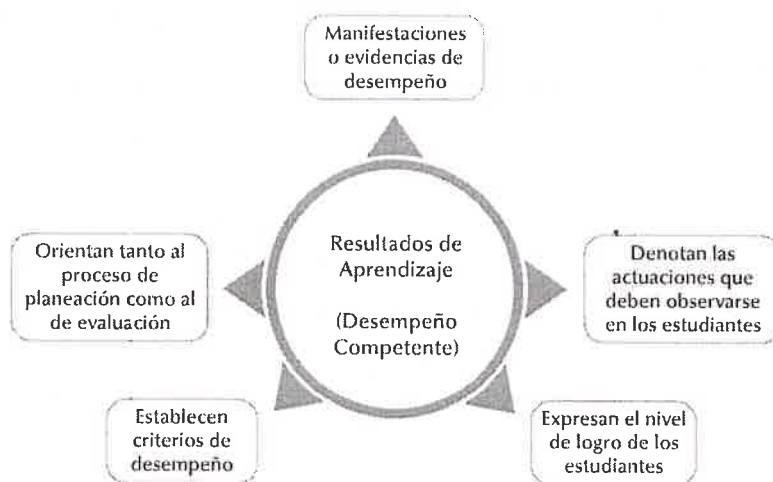 Manifestaciones
o evidencias de
desempeño
Orientan tanto al
proceso de
planeación como al
de evaluación
Resultados de
Aprendizaje
(Desempeño
Competente)
Denotan las
actuaciones que
deben observarse
en los estudiantes
Establecen
criterios de
desempeño
Expresan el nivel
de logro de los
estudiantes